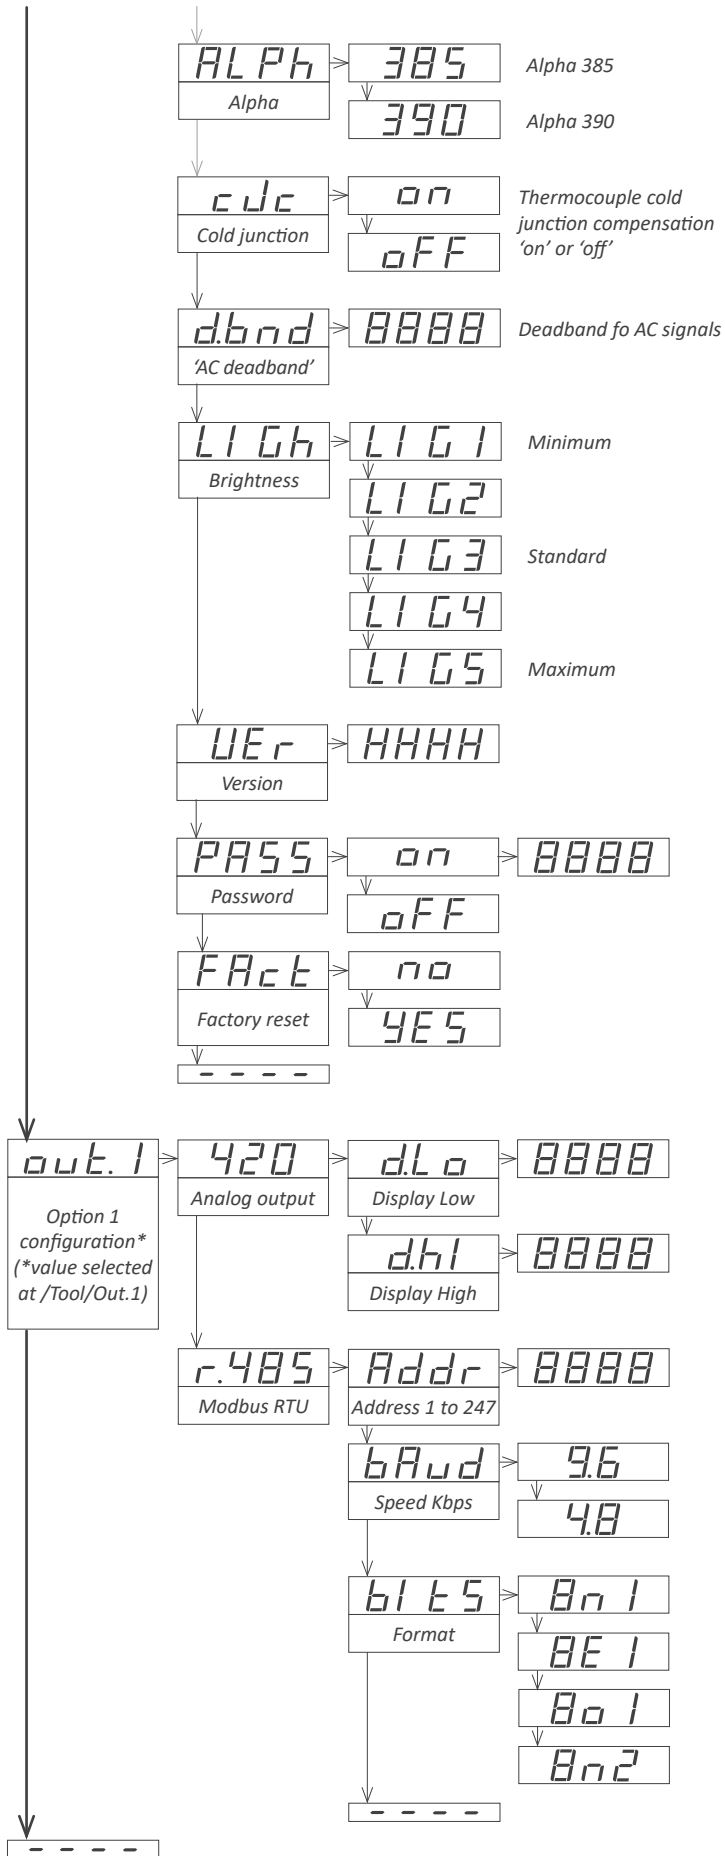 ALPh
Alpha
385
Alpha 385
390
Alpha 390
cJc
Cold junction
on
oFF
Thermocouple cold
junction compensation
‘on’ or ‘off’
d.bnd
‘AC deadband’
8888
Deadband fo AC signals
LIGh
Brightness
LIG1
Minimum
LIG2
LIG3
Standard
LIG4
LIG5
Maximum
VEr
Version
HHHH
PASS
Password
on
8888
oFF
FAct
Factory reset
no
YES
----
out.1
Option 1
configuration*
(*value selected
at /Tool/Out.1)
420
Analog output
d.Lo
Display Low
8888
d.hI
Display High
8888
r.485
Modbus RTU
Addr
Address 1 to 247
8888
bAud
Speed Kbps
9.6
4.8
bItS
Format
8n1
8E1
8o1
8n2
----
----